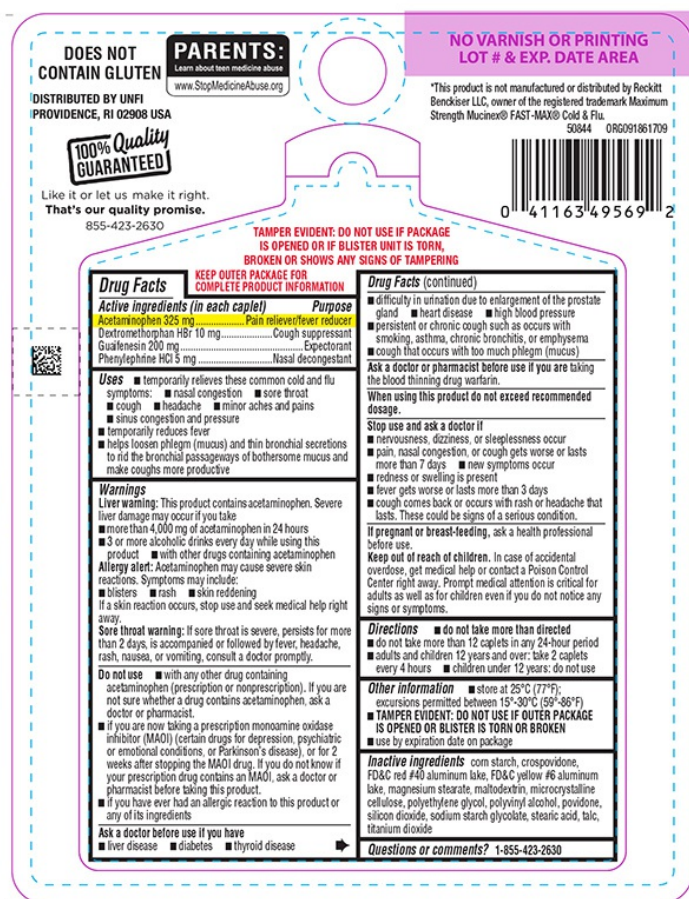 DOES NOT
CONTAIN GLUTEN
DISTRIBUTED BY UNFI
PROVIDENCE, RI 02908 USA
PARENTS:
Learn about teen medicine abuse
www.StopMedicineAbuse.org
NO VARNISH OR PRINTING
LOT # & EXP. DATE AREA
*This product is not manufactured or distributed by Reckitt
Benckiser LLC, owner of the registered trademark Maximum
Strength Mucinex® FAST-MAX® Cold & Flu.
50844 ORG091861709
0 41163 49569 2
100% Quality
GUARANTEED
Like it or let us make it right.
That's our quality promise.
855-423-2630
TAMPER EVIDENT: DO NOT USE IF PACKAGE
IS OPENED OR IF BLISTER UNIT IS TORN,
BROKEN OR SHOWS ANY SIGNS OF TAMPERING
Drug Facts
KEEP OUTER PACKAGE FOR
COMPLETE PRODUCT INFORMATION
Active ingredients (in each caplet) Purpose
Acetaminophen 325 mg....................Pain reliever/fever reducer
Dextromethorphan HBr 10 mg....................Cough suppressant
Guaifenesin 200 mg....................Expectorant
Phenylephrine HCl 5 mg....................Nasal decongestant
Uses ■ temporarily relieves these common cold and flu
symptoms: ■ nasal congestion ■ sore throat
■ cough ■ headache ■ minor aches and pains
■ sinus congestion and pressure
■ temporarily reduces fever
■ helps loosen phlegm (mucus) and thin bronchial secretions
to rid the bronchial passageways of bothersome mucus and
make coughs more productive
Warnings
Liver warning: This product contains acetaminophen. Severe
liver damage may occur if you take
■ more than 4,000 mg of acetaminophen in 24 hours
■ 3 or more alcoholic drinks every day while using this
product ■ with other drugs containing acetaminophen
Allergy alert: Acetaminophen may cause severe skin
reactions. Symptoms may include:
■ blisters ■ rash ■ skin reddening
If a skin reaction occurs, stop use and seek medical help right
away.
Sore throat warning: If sore throat is severe, persists for more
than 2 days, is accompanied or followed by fever, headache,
rash, nausea, or vomiting, consult a doctor promptly.
Do not use ■ with any other drug containing
acetaminophen (prescription or nonprescription). If you are
not sure whether a drug contains acetaminophen, ask a
doctor or pharmacist.
■ if you are now taking a prescription monoamine oxidase
inhibitor (MAOI) (certain drugs for depression, psychiatric
or emotional conditions, or Parkinson's disease), or for 2
weeks after stopping the MAOI drug. If you do not know if
your prescription drug contains an MAOI, ask a doctor or
pharmacist before taking this product.
■ if you have ever had an allergic reaction to this product or
any of its ingredients
Ask a doctor before use if you have
■ liver disease ■ diabetes ■ thyroid disease
Drug Facts (continued)
■ difficulty in urination due to enlargement of the prostate
gland ■ heart disease ■ high blood pressure
■ persistent or chronic cough such as occurs with
smoking, asthma, chronic bronchitis, or emphysema
■ cough that occurs with too much phlegm (mucus)
Ask a doctor or pharmacist before use if you are taking
the blood thinning drug warfarin.
When using this product do not exceed recommended
dosage.
Stop use and ask a doctor if
■ nervousness, dizziness, or sleeplessness occur
■ pain, nasal congestion, or cough gets worse or lasts
more than 7 days ■ new symptoms occur
■ redness or swelling is present
■ fever gets worse or lasts more than 3 days
■ cough comes back or occurs with rash or headache that
lasts. These could be signs of a serious condition.
If pregnant or breast-feeding, ask a health professional
before use.
Keep out of reach of children. In case of accidental
overdose, get medical help or contact a Poison Control
Center right away. Prompt medical attention is critical for
adults as well as for children even if you do not notice any
signs or symptoms.
Directions ■ do not take more than directed
■ do not take more than 12 caplets in any 24-hour period
■ adults and children 12 years and over: take 2 caplets
every 4 hours ■ children under 12 years: do not use
Other information ■ store at 25°C (77°F);
excursions permitted between 15°-30°C (59°-86°F)
■ TAMPER EVIDENT: DO NOT USE IF OUTER PACKAGE
IS OPENED OR BLISTER IS TORN OR BROKEN
■ use by expiration date on package
Inactive ingredients corn starch, crospovidone,
FD&C red #40 aluminum lake, FD&C yellow #6 aluminum
lake, magnesium stearate, maltodextrin, microcrystalline
cellulose, polyethylene glycol, polyvinyl alcohol, povidone,
silicon dioxide, sodium starch glycolate, stearic acid, talc,
titanium dioxide
Questions or comments? 1-855-423-2630